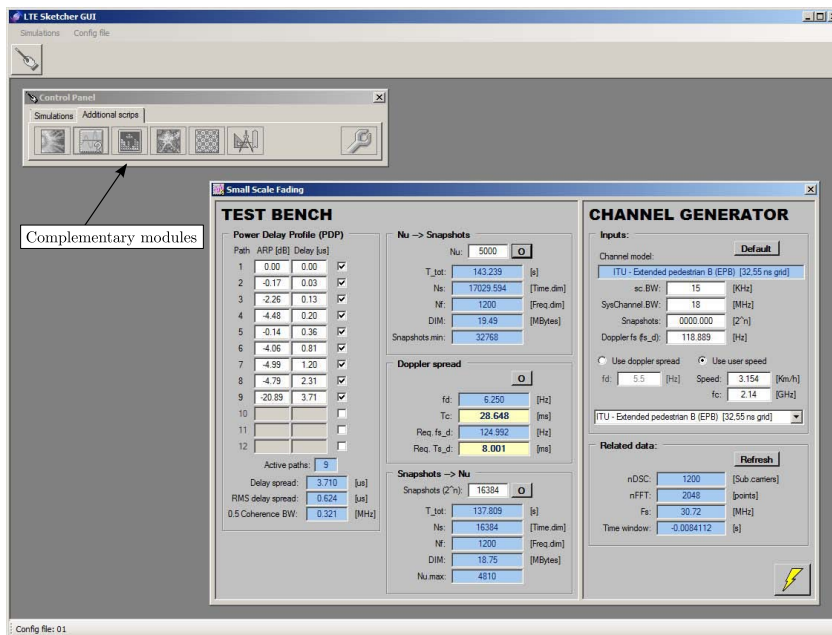 LTE Sketcher GUI
Simulations Config file
Control Panel
Simulations Additional scrips
Complementary modules
Small Scale Fading
TEST BENCH
Power Delay Profile (PDP)
Path ARP [dB] Delay [us]
1 0.00 0.00
2 -0.17 0.03
3 -2.26 0.13
4 -4.48 0.20
5 -0.14 0.36
6 -4.06 0.81
7 -4.99 1.20
8 -4.79 2.31
9 -20.89 3.71
10
11
12
Active paths: 9
Delay spread: 3.710 [us]
RMS delay spread: 0.624 [us]
0.5 Coherence BW: 0.321 [MHz]
Nu --> Snapshots
Nu: 5000 O
T_tot: 143.239 [s]
Ns: 17029.594 [Time.dim]
Nf: 1200 [Freq.dim]
DIM: 19.49 [MBytes]
Snapshots.min: 32768
Doppler spread
O
fd: 6.250 [Hz]
Tc: 28.648 [ms]
Req. fs_d: 124.992 [Hz]
Req. Ts_d: 8.001 [ms]
Snapshots --> Nu
Snapshots (2^n): 16384 O
T_tot: 137.809 [s]
Ns: 16384 [Time.dim]
Nf: 1200 [Freq.dim]
DIM: 18.75 [MBytes]
Nu.max: 4810
CHANNEL GENERATOR
Inputs:
Channel model: Default
ITU - Extended pedestrian B (EPB) [32,55 ns grid]
sc.BW: 15 [KHz]
SysChannel.BW: 18 [MHz]
Snapshots: 0000.000 [2^n]
Doppler fs (fs_d): 118.889 [Hz]
Use doppler spread Use user speed
fd: 5.5 [Hz] Speed: 3.154 [Km/h]
fc: 2.14 [GHz]
ITU - Extended pedestrian B (EPB) [32,55 ns grid]
Related data:
Refresh
nDSC: 1200 [Sub.carriers]
nFFT: 2048 [points]
Fs: 30.72 [MHz]
Time window: -0.0084112 [s]
Config file: 01